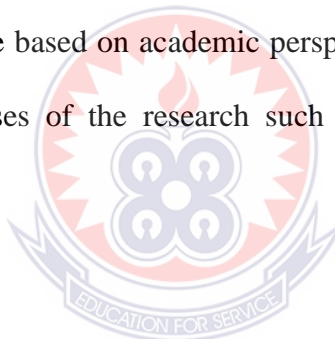 e based on academic persp
ses of the research such
EDUCATION FOR SERVICE